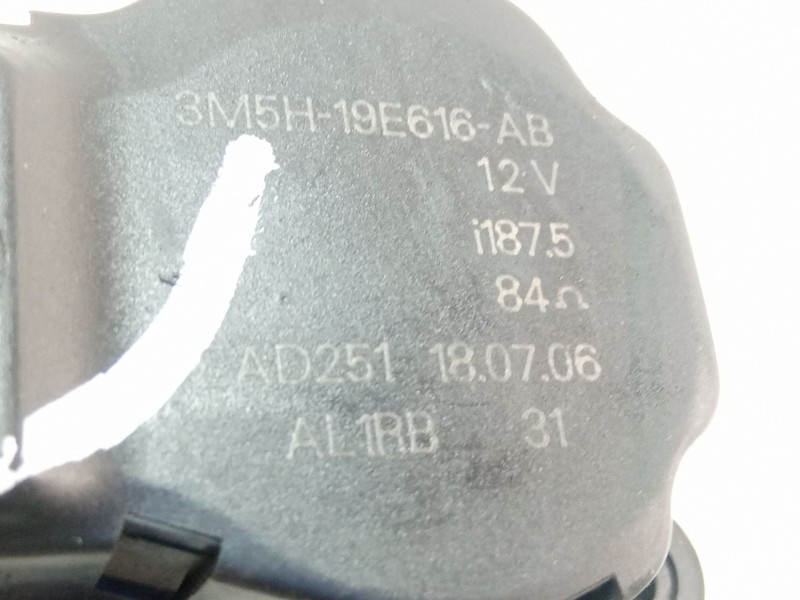 3M5H-19E616-AB
12V
i187.5
84Ω
AD251 18.07.06
AL1RB 31